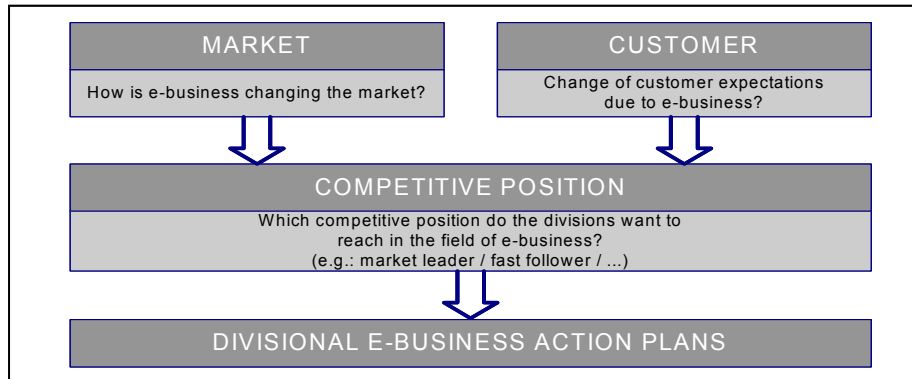 MARKET
How is e-business changing the market?
CUSTOMER
Change of customer expectations
due to e-business?
COMPETITIVE POSITION
Which competitive position do the divisions want to
reach in the field of e-business?
(e.g.: market leader / fast follower / ...)
DIVISIONAL E-BUSINESS ACTION PLANS